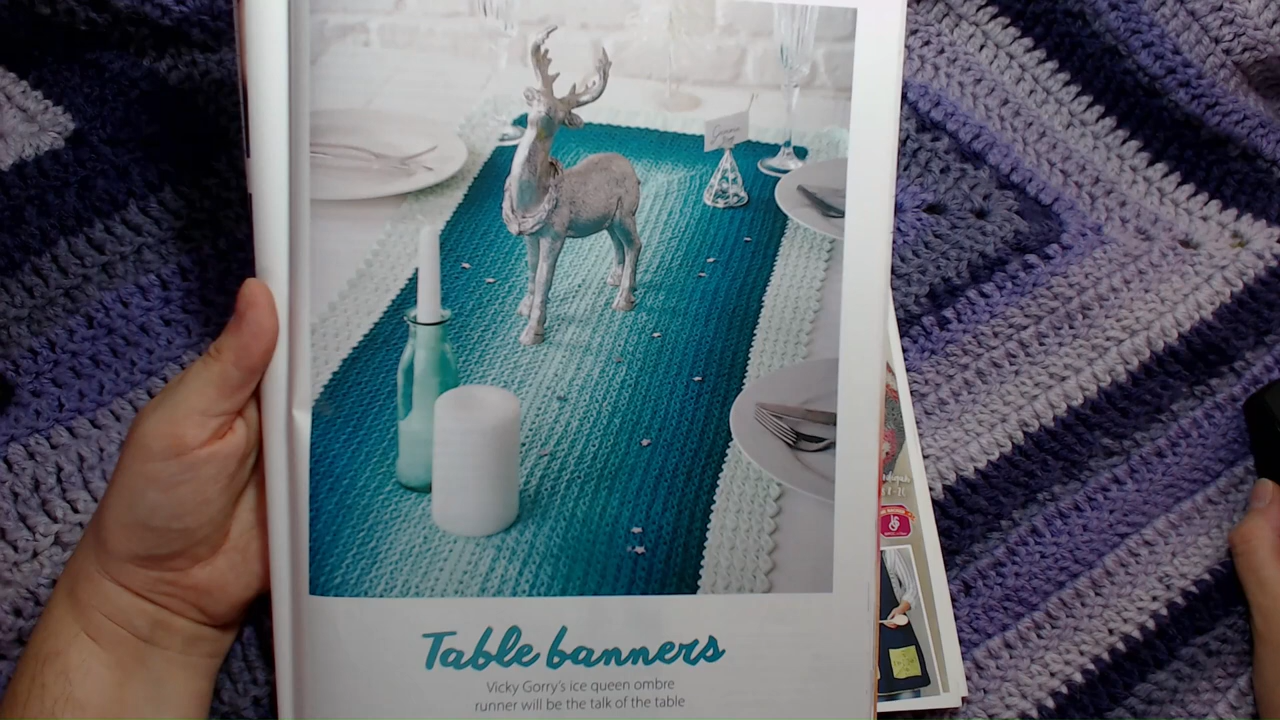 Table banners
Vicky Gorry's ice queen ombre
runner will be the talk of the table